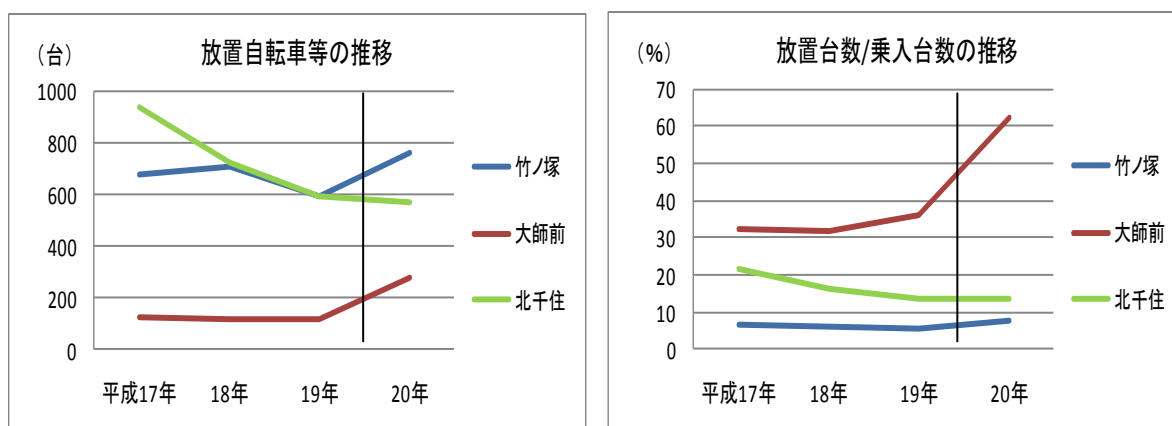 放置自転車等の推移
（台）
1000
800
600
400
200
0
平成17年 18年 19年 20年
竹ノ塚
大師前
北千住
放置台数/乗入台数の推移
（%）
70
60
50
40
30
20
10
0
平成17年 18年 19年 20年
竹ノ塚
大師前
北千住